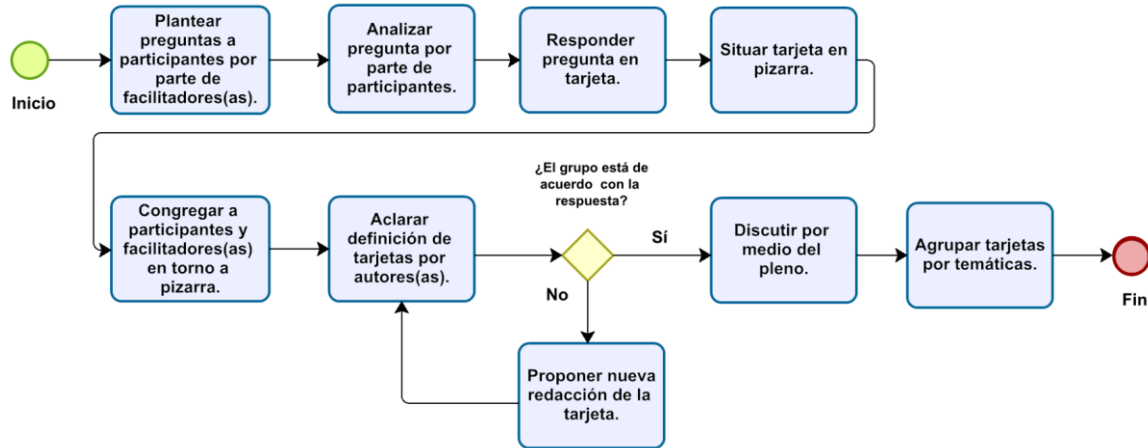 Inicio
Plantear
preguntas a
participantes por
parte de
facilitadores(as).
Analizar
pregunta por
parte de
participantes.
Responder
pregunta en
tarjeta.
Situar tarjeta en
pizarra.
Congregar a
participantes y
facilitadores(as)
en torno a
pizarra.
Aclarar
definición de
tarjetas por
autores(as).
¿El grupo está de
acuerdo con la
respuesta?
Sí
No
Proponer nueva
redacción de la
tarjeta.
Discutir por
medio del
pleno.
Agrupar tarjetas
por temáticas.
Fin